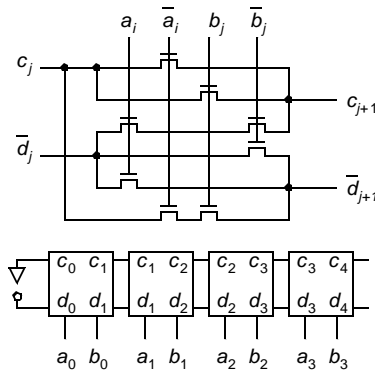 a_i a̅_i b_j b̅_j
c_j
c_{j+1}
d̅_j
d̅_{j+1}
c_0 c_1 c_1 c_2 c_2 c_3 c_3 c_4
d_0 d_1 d_1 d_2 d_2 d_3 d_3 d_4
a_0 b_0 a_1 b_1 a_2 b_2 a_3 b_3